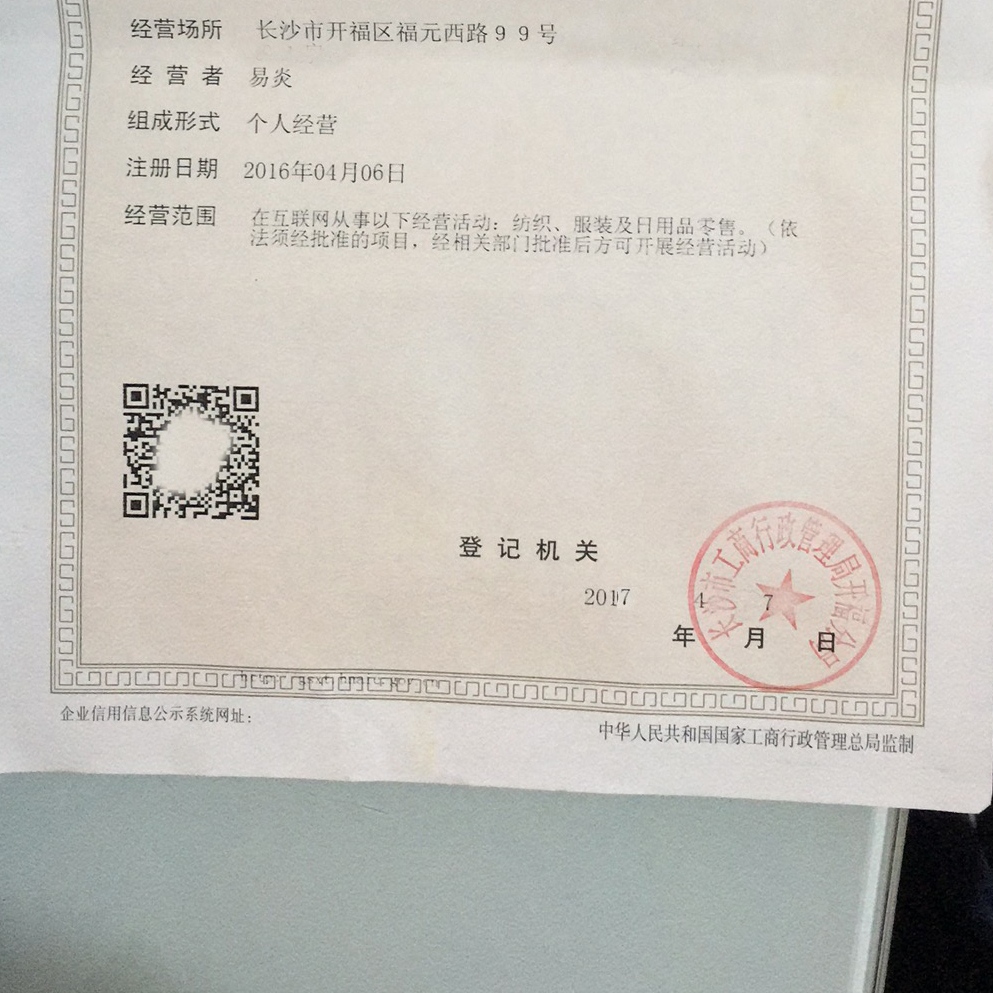 经营场所 长沙市开福区福元西路99号
经营者 易炎
组成形式 个人经营
注册日期 2016年04月06日
经营范围 在互联网从事以下经营活动：纺织、服装及日用品零售。（依
法须经批准的项目，经相关部门批准后方可开展经营活动）
登记机关
长沙市工商行政管理局开福分局
2017 4 7
年 月 日
企业信用信息公示系统网址：
中华人民共和国国家工商行政管理总局监制